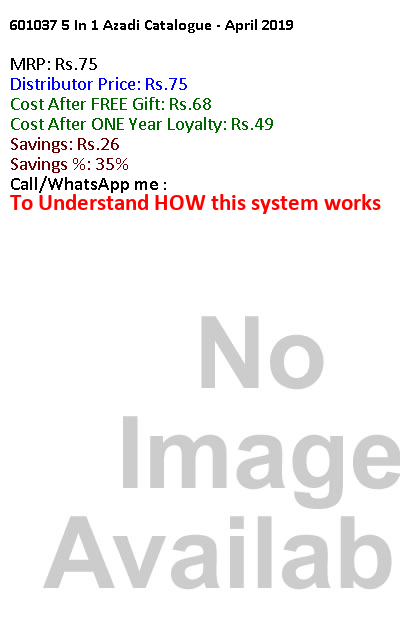 601037 5 In 1 Azadi Catalogue - April 2019
MRP: Rs.75
Distributor Price: Rs.75
Cost After FREE Gift: Rs.68
Cost After ONE Year Loyalty: Rs.49
Savings: Rs.26
Savings %: 35%
Call/WhatsApp me :
To Understand HOW this system works
No
Image
Availab